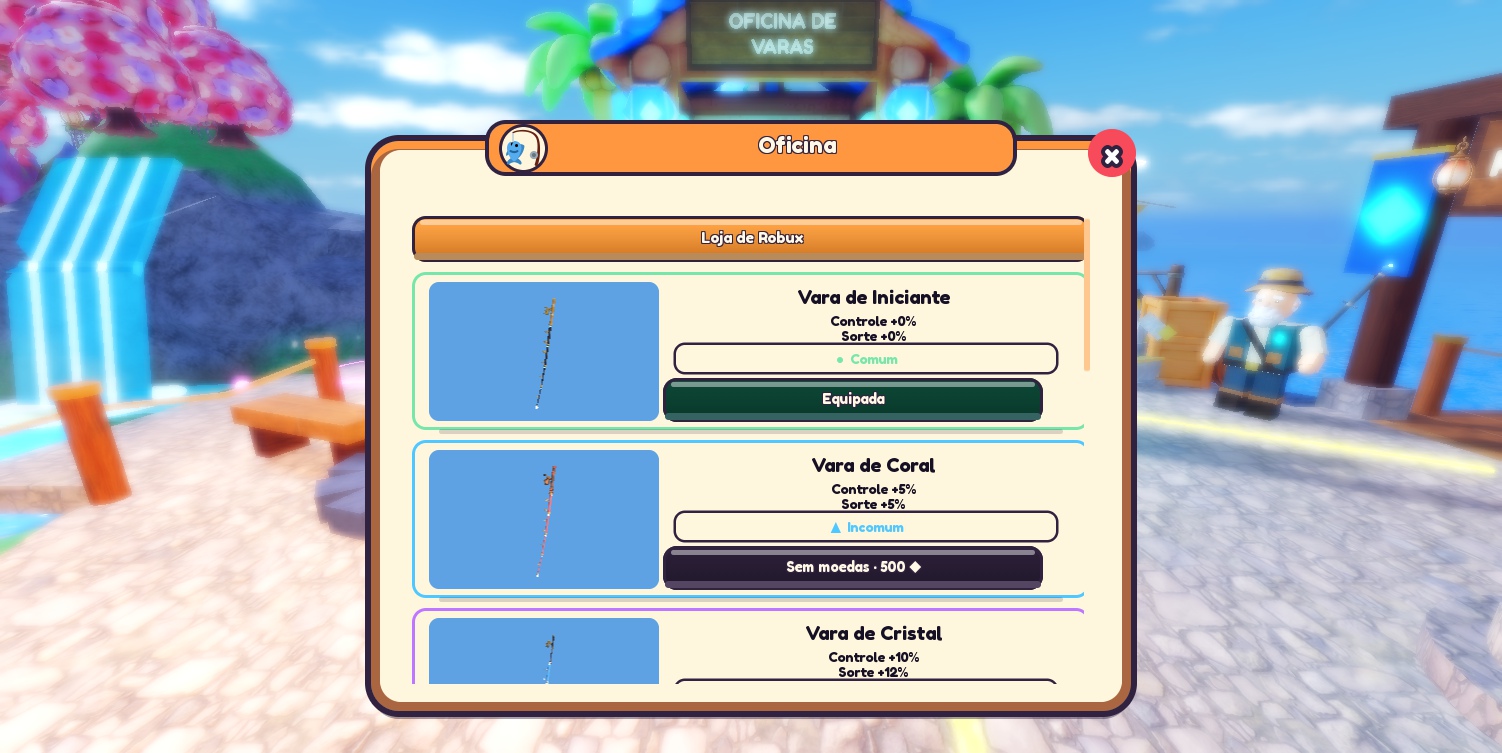 OFICINA DE
VARAS
Oficina
Loja de Robux
Vara de Iniciante
Controle +0%
Sorte +0%
● Comum
Equipada
Vara de Coral
Controle +5%
Sorte +5%
▲ Incomum
Sem moedas · 500 ◆
Vara de Cristal
Controle +10%
Sorte +12%